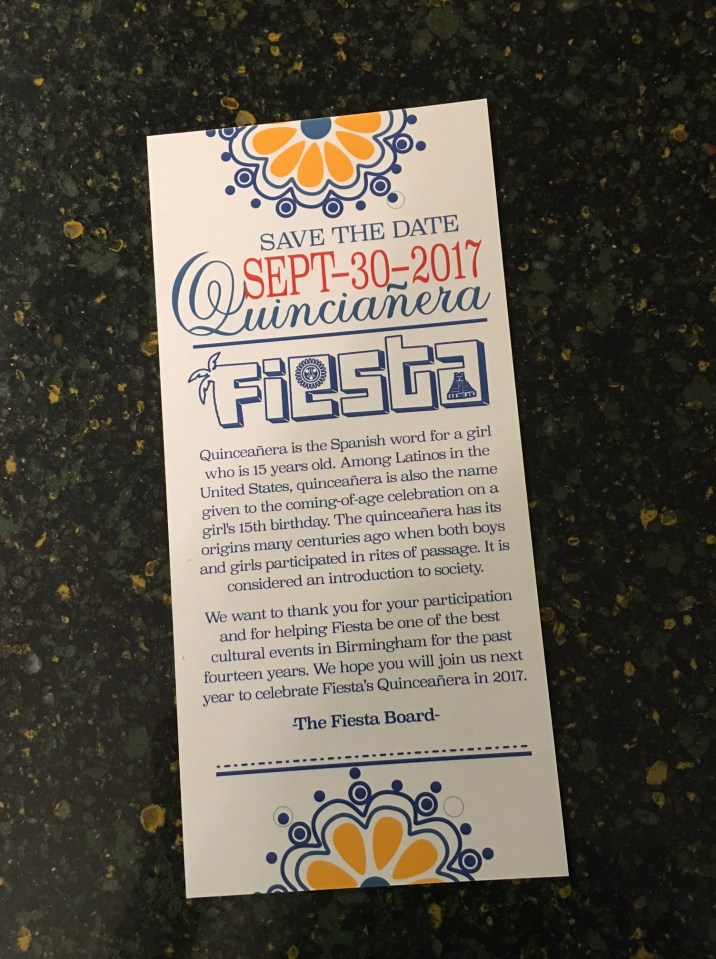 SAVE THE DATE
SEPT-30-2017
Quinciañera
Fiesta
Quinceañera is the Spanish word for a girl
who is 15 years old. Among Latinos in the
United States, quinceañera is also the name
given to the coming-of-age celebration on a
girl's 15th birthday. The quinceañera has its
origins many centuries ago when both boys
and girls participated in rites of passage. It is
considered an introduction to society.
We want to thank you for your participation
and for helping Fiesta be one of the best
cultural events in Birmingham for the past
fourteen years. We hope you will join us next
year to celebrate Fiesta's Quinceañera in 2017.
-The Fiesta Board-